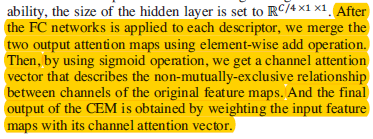 ability, the size of the hidden layer is set to ℝ^{C/4 ×1 ×1}. After
the FC networks is applied to each descriptor, we merge the
two output attention maps using element-wise add operation.
Then, by using sigmoid operation, we get a channel attention
vector that describes the non-mutually-exclusive relationship
between channels of the original feature maps. And the final
output of the CEM is obtained by weighting the input feature
maps with its channel attention vector.